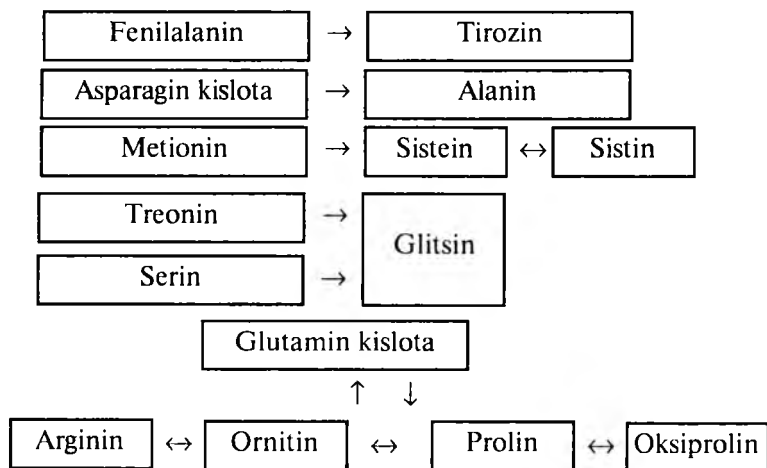 Fenilalanin → Tirozin
Asparagin kislota → Alanin
Metionin → Sistein ↔ Sistin
Treonin →
Glitsin
Serin →
Glutamin kislota
↑ ↓
Arginin ↔ Ornitin ↔ Prolin ↔ Oksiprolin